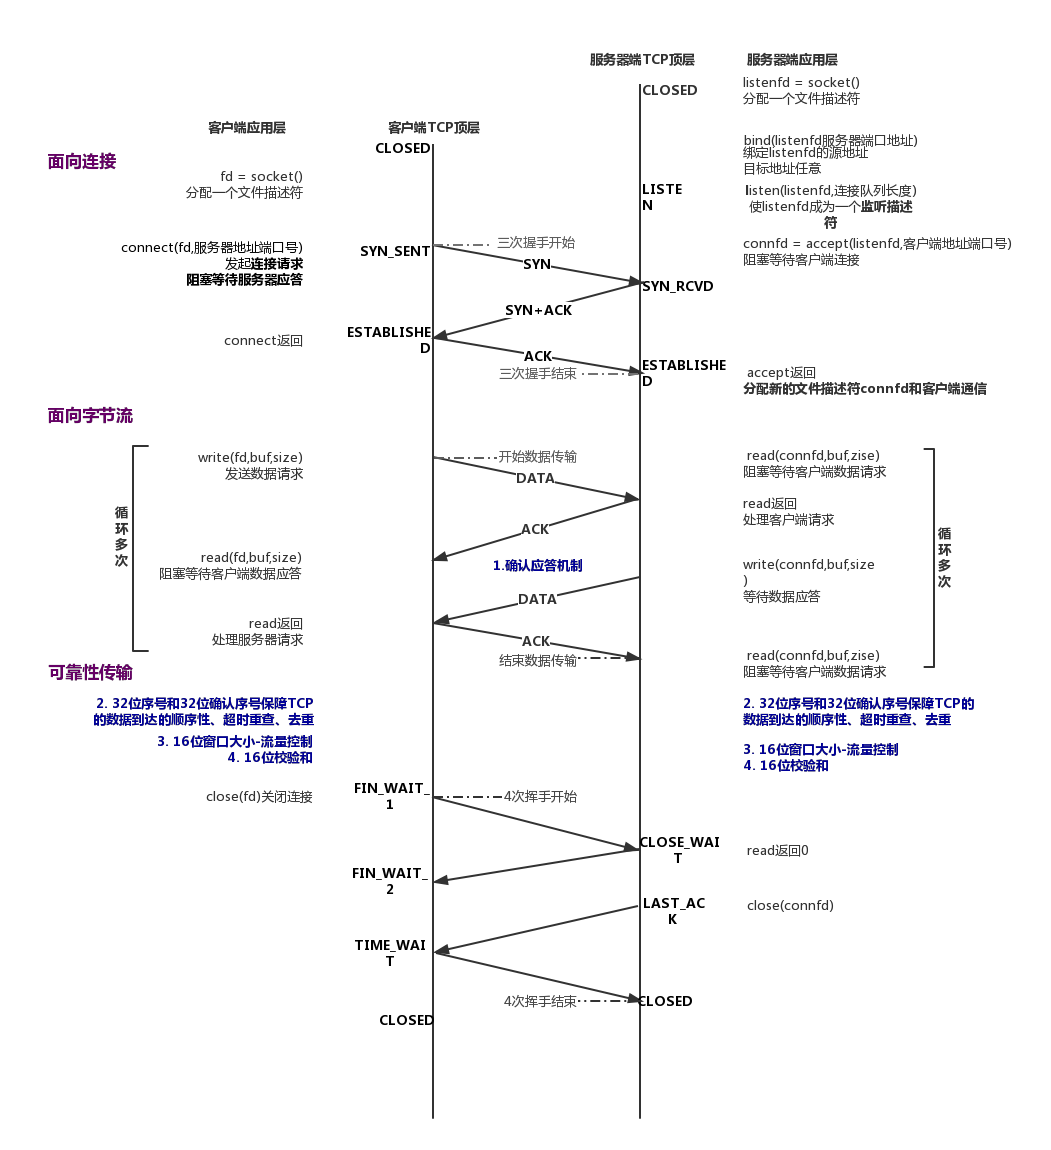 服务器端TCP顶层
服务器端应用层
CLOSED
listenfd = socket()
分配一个文件描述符
客户端应用层
客户端TCP顶层
CLOSED
bind(listenfd服务器端口地址)
绑定listenfd的源地址
目标地址任意
面向连接
fd = socket()
分配一个文件描述符
LISTE
N
listen(listenfd,连接队列长度)
使listenfd成为一个监听描述
符
connect(fd,服务器地址端口号)
发起连接请求
阻塞等待服务器应答
SYN_SENT
三次握手开始
SYN
connfd = accept(listenfd,客户端地址端口号)
阻塞等待客户端连接
SYN_RCVD
SYN+ACK
connect返回
ESTABLISHE
D
ACK
三次握手结束
ESTABLISHE
D
accept返回
分配新的文件描述符connfd和客户端通信
面向字节流
write(fd,buf,size)
发送数据请求
开始数据传输
DATA
read(connfd,buf,zise)
阻塞等待客户端数据请求
read返回
处理客户端请求
循
环
多
次
ACK
循
环
多
次
read(fd,buf,size)
阻塞等待客户端数据应答
1.确认应答机制
write(connfd,buf,size
)
等待数据应答
DATA
read返回
处理服务器请求
ACK
结束数据传输
read(connfd,buf,zise)
阻塞等待客户端数据请求
可靠性传输
2. 32位序号和32位确认序号保障TCP
的数据到达的顺序性、超时重查、去重
3. 16位窗口大小-流量控制
4. 16位校验和
2. 32位序号和32位确认序号保障TCP的
数据到达的顺序性、超时重查、去重
3. 16位窗口大小-流量控制
4. 16位校验和
close(fd)关闭连接
FIN_WAIT_
1
4次挥手开始
CLOSE_WAI
T
read返回0
FIN_WAIT_
2
LAST_AC
K
close(connfd)
TIME_WAI
T
4次挥手结束
CLOSED
CLOSED